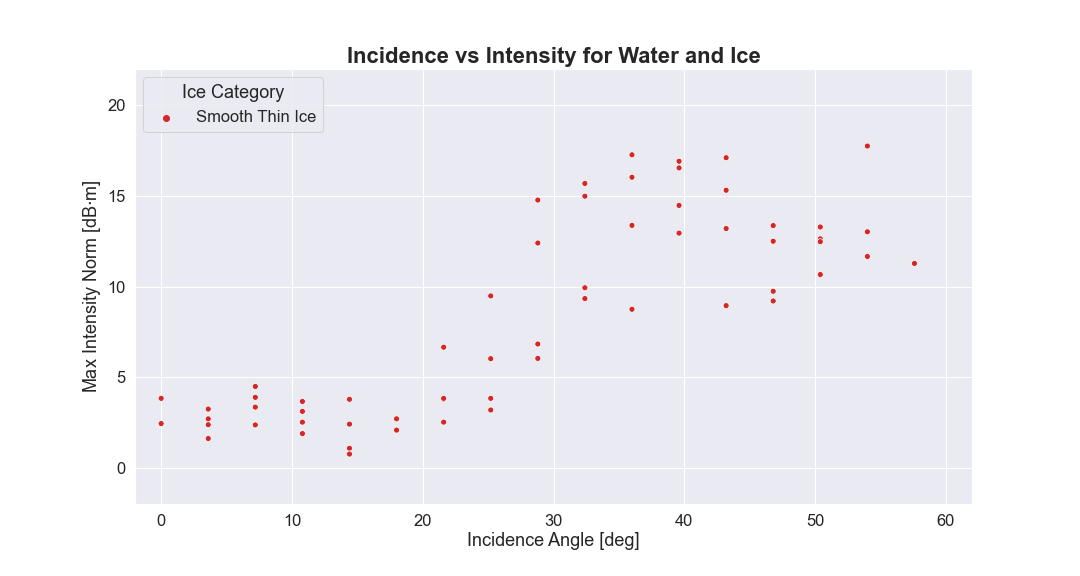 Incidence vs Intensity for Water and Ice
Ice Category
Smooth Thin Ice
Max Intensity Norm [dB·m]
20
15
10
5
0
0 10 20 30 40 50 60
Incidence Angle [deg]